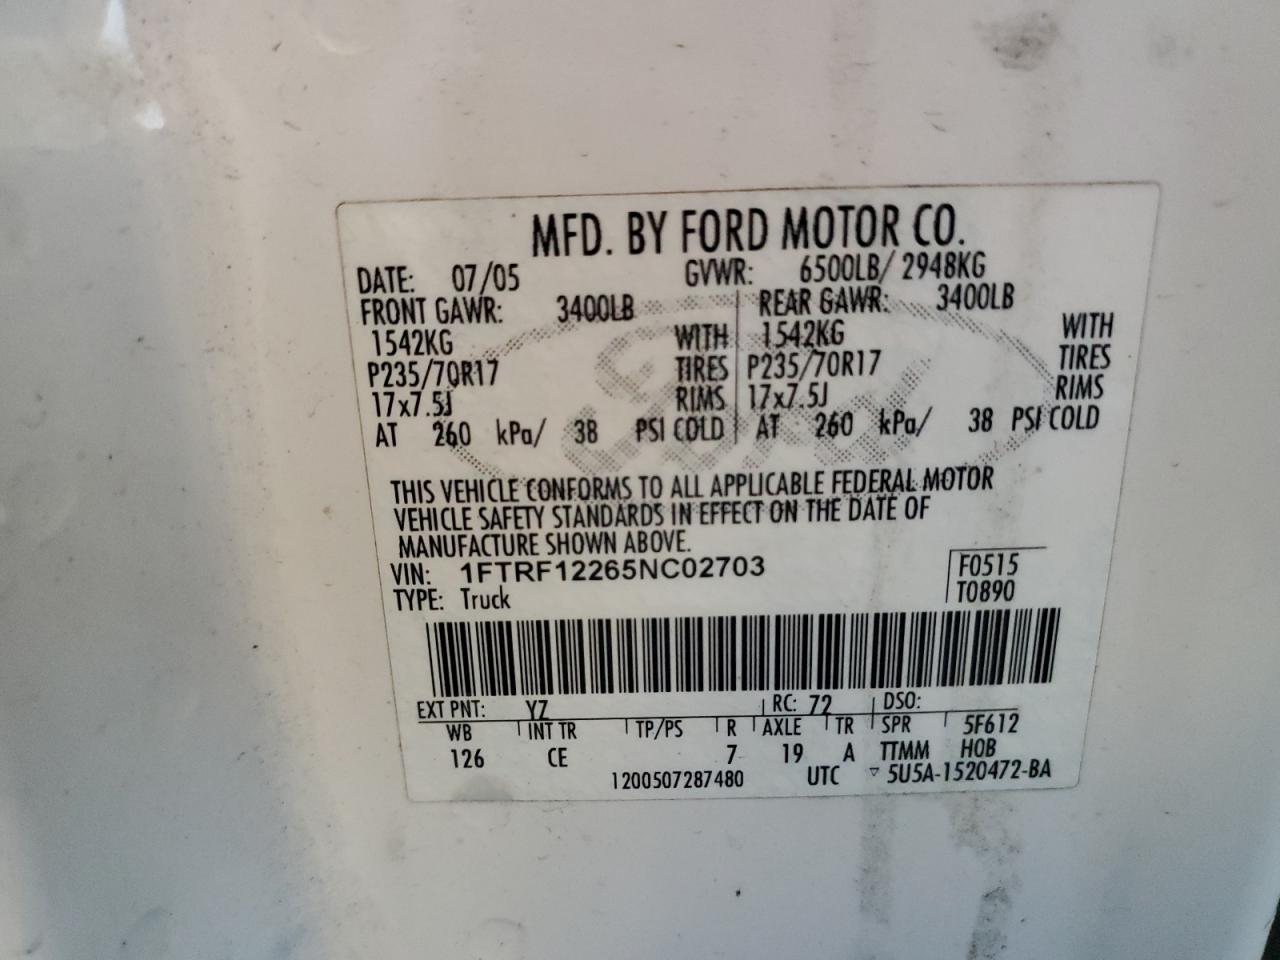 MFD. BY FORD MOTOR CO.
DATE: 07/05 GVWR: 6500LB/ 2948KG
FRONT GAWR: 3400LB REAR GAWR: 3400LB
1542KG WITH 1542KG WITH
P235/70R17 TIRES P235/70R17 TIRES
17x7.5J RIMS 17x7.5J RIMS
AT 260 kPa/ 38 PSI COLD AT 260 kPa/ 38 PSI COLD
Ford
THIS VEHICLE CONFORMS TO ALL APPLICABLE FEDERAL MOTOR
VEHICLE SAFETY STANDARDS IN EFFECT ON THE DATE OF
MANUFACTURE SHOWN ABOVE.
VIN: 1FTRF12265NC02703 F0515
TYPE: Truck T0890
EXT PNT: YZ RC: 72 DSO:
WB INT TR TP/PS R AXLE TR SPR 5F612
126 CE 7 19 A TTMM HOB
1200507287480 UTC ▽ 5U5A-1520472-BA